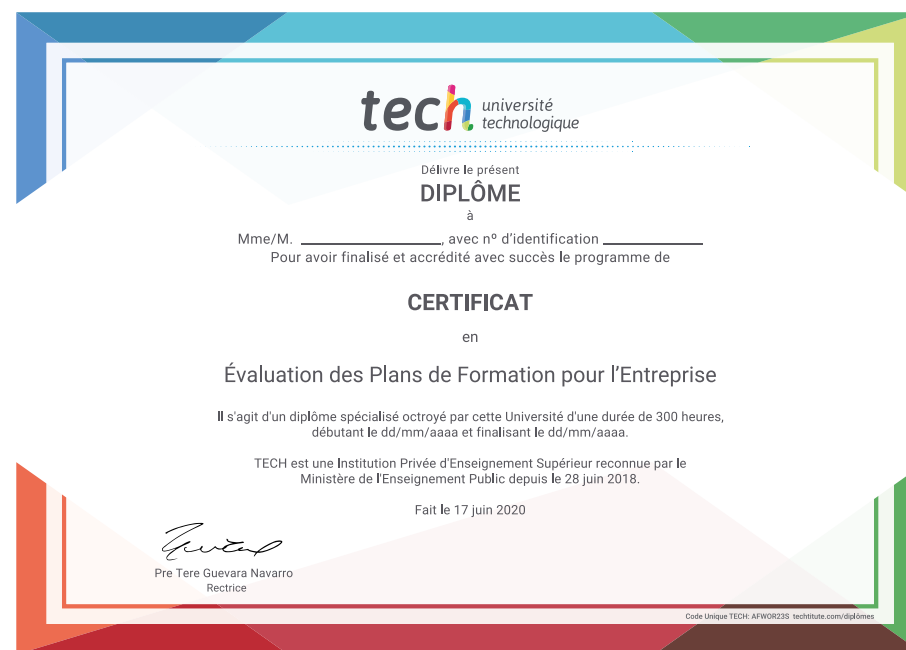 tech université
technologique
Délivre le présent
DIPLÔME
à
Mme/M. ____________________, avec nº d'identification ______________
Pour avoir finalisé et accrédité avec succès le programme de
CERTIFICAT
en
Évaluation des Plans de Formation pour l'Entreprise
Il s'agit d'un diplôme spécialisé octroyé par cette Université d'une durée de 300 heures,
débutant le dd/mm/aaaa et finalisant le dd/mm/aaaa.
TECH est une Institution Privée d'Enseignement Supérieur reconnue par le
Ministère de l'Enseignement Public depuis le 28 juin 2018.
Fait le 17 juin 2020
Pre Tere Guevara Navarro
Rectrice
Code Unique TECH: AFWOR23S techtitute.com/diplômes